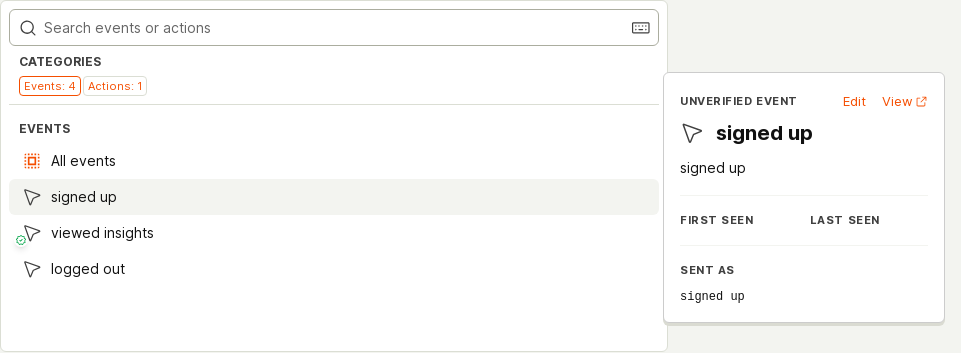 Search events or actions
CATEGORIES
Events: 4 Actions: 1
EVENTS
All events
signed up
viewed insights
logged out
UNVERIFIED EVENT Edit View
signed up
signed up
FIRST SEEN LAST SEEN
SENT AS
signed up